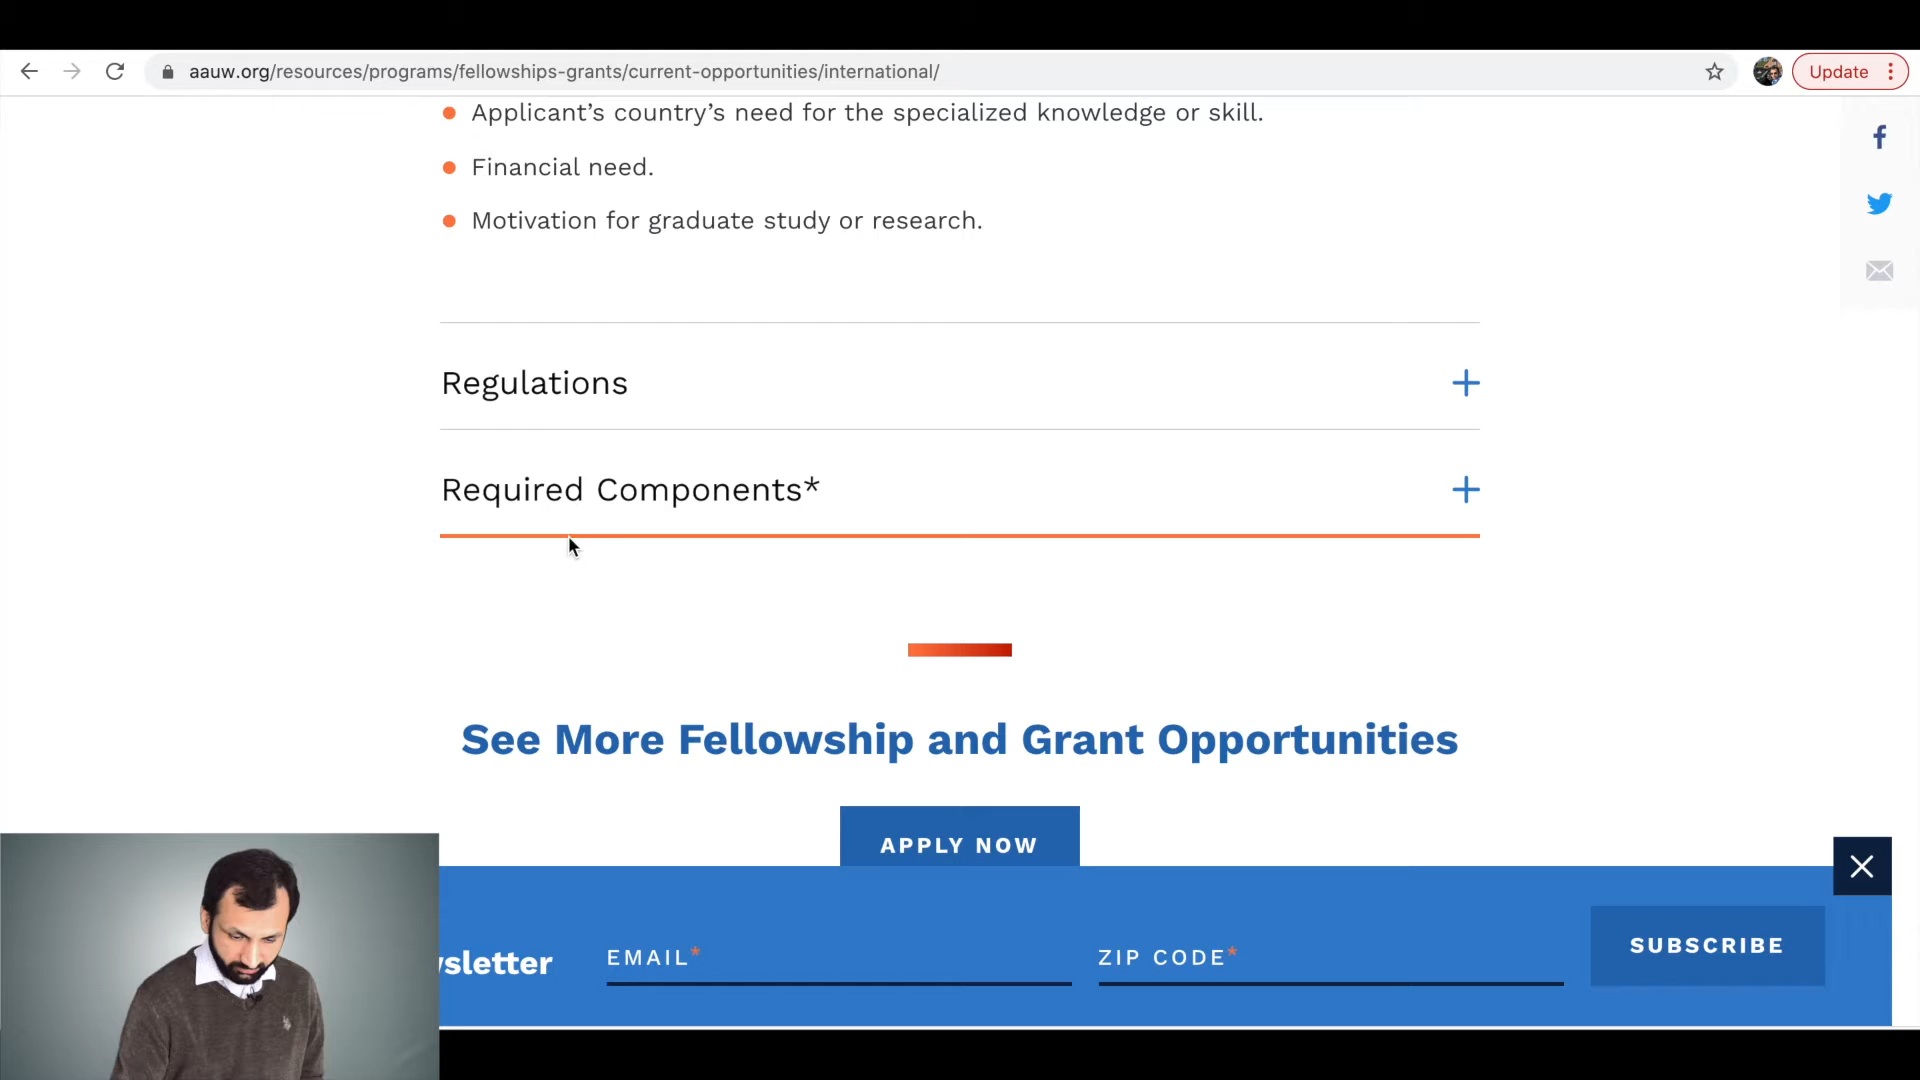 aauw.org/resources/programs/fellowships-grants/current-opportunities/international/
Update
Applicant’s country’s need for the specialized knowledge or skill.
Financial need.
Motivation for graduate study or research.
Regulations
Required Components*
See More Fellowship and Grant Opportunities
APPLY NOW
sletter
EMAIL*
ZIP CODE*
SUBSCRIBE